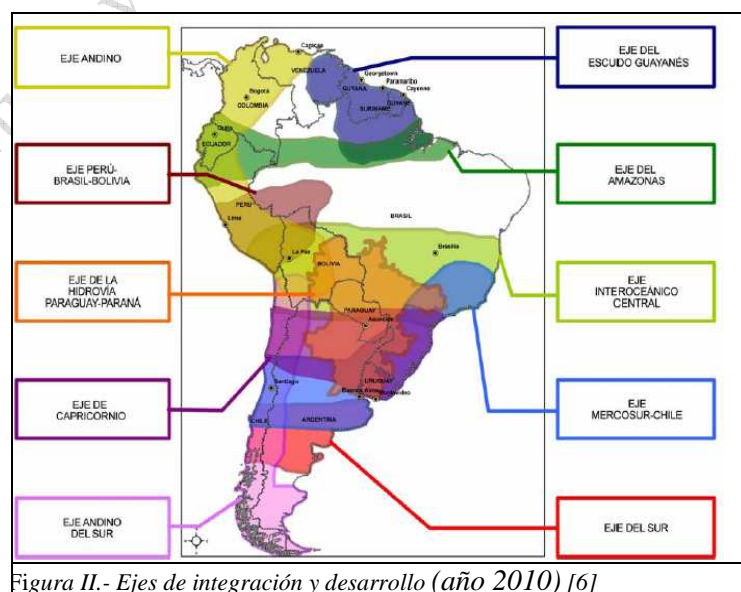 EJE ANDINO
EJE DEL
ESCUDO GUAYANÉS
EJE PERÚ-
BRASIL-BOLIVIA
EJE DEL
AMAZONAS
EJE DE LA
HIDROVÍA
PARAGUAY-PARANÁ
EJE
INTEROCEÁNICO
CENTRAL
EJE DE
CAPRICORNIO
EJE
MERCOSUR-CHILE
EJE ANDINO
DEL SUR
EJE DEL SUR
Caracas
VENEZUELA
Georgetown
Paramaribo
GUYANA
Cayenne
Bogotá
COLOMBIA
SURINAME
GUYANE
Quito
ECUADOR
PERÚ
BRASIL
Lima
La Paz
Brasilia
BOLIVIA
PARAGUAY
Asunción
URUGUAY
Santiago
Buenos Aires
Montevideo
CHILE
ARGENTINA
Figura II.- Ejes de integración y desarrollo (año 2010) [6]